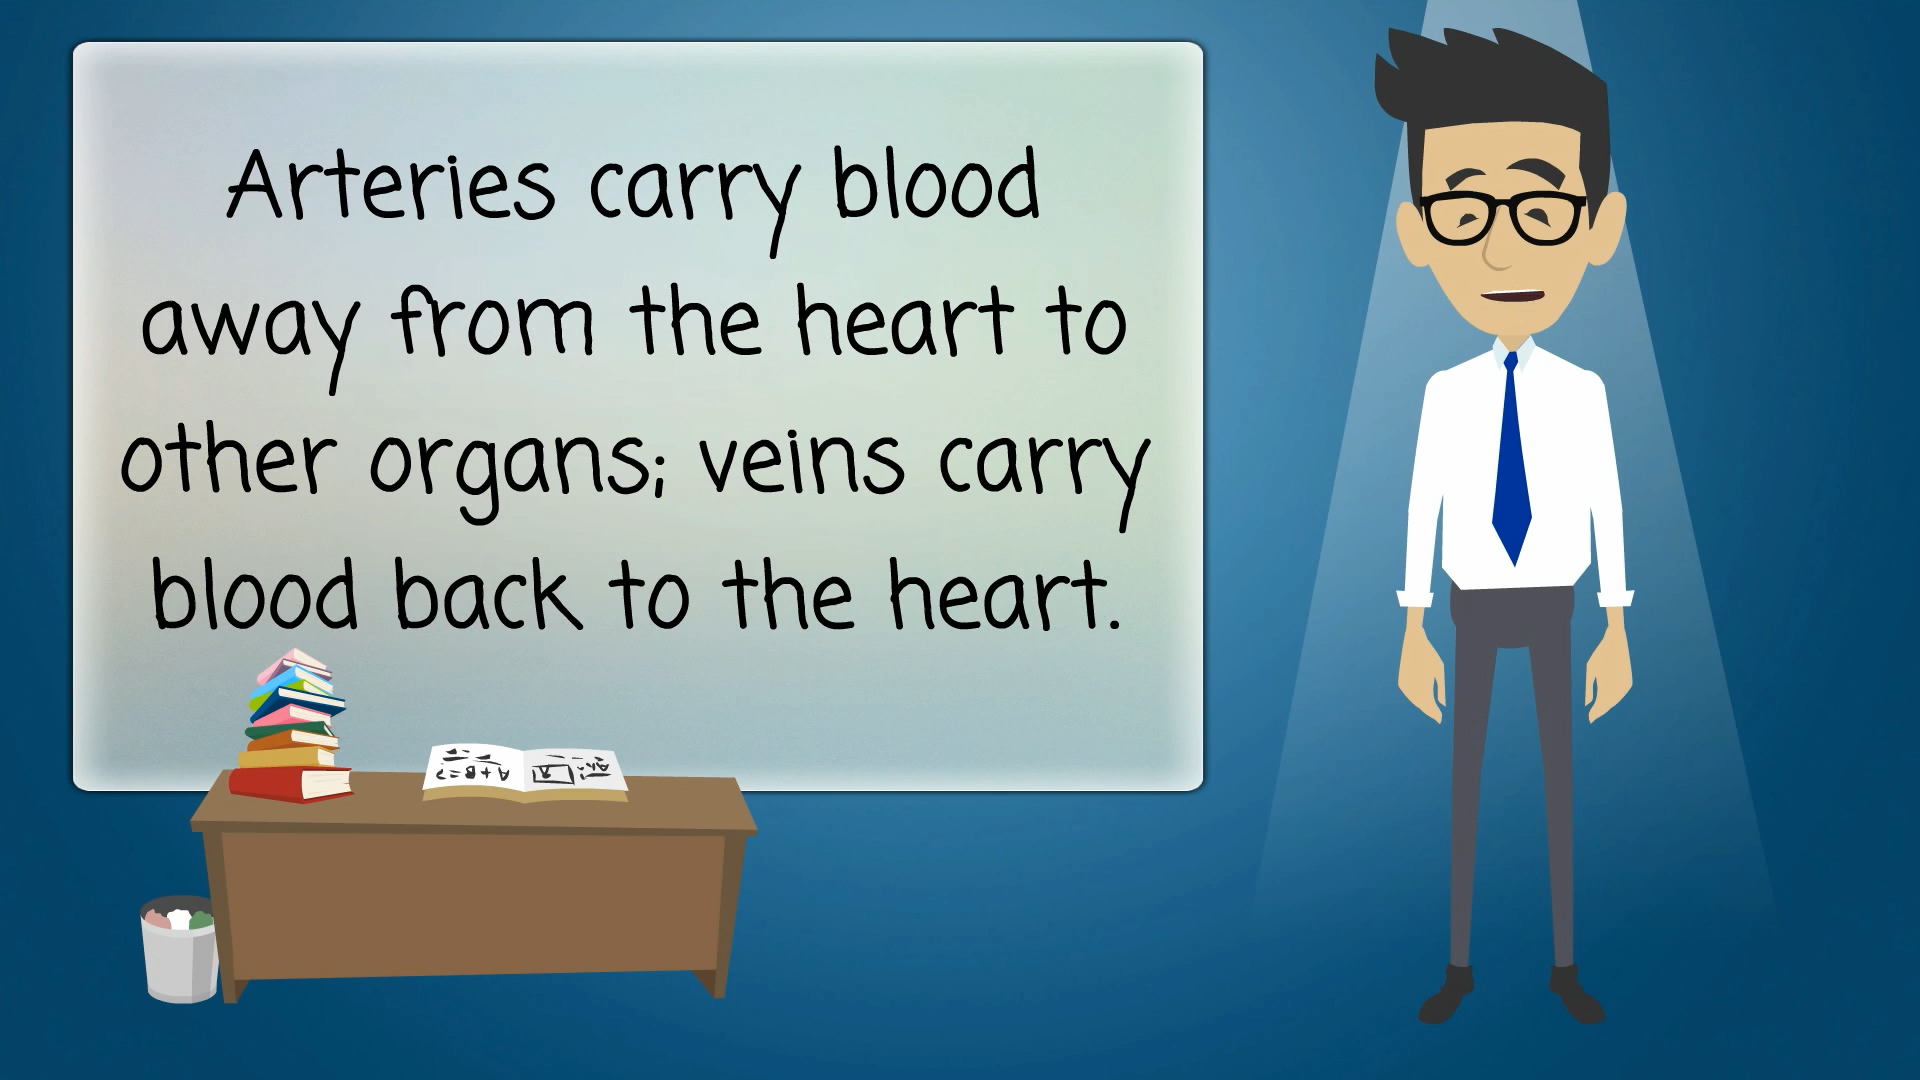 Arteries carry blood
away from the heart to
other organs; veins carry
blood back to the heart.